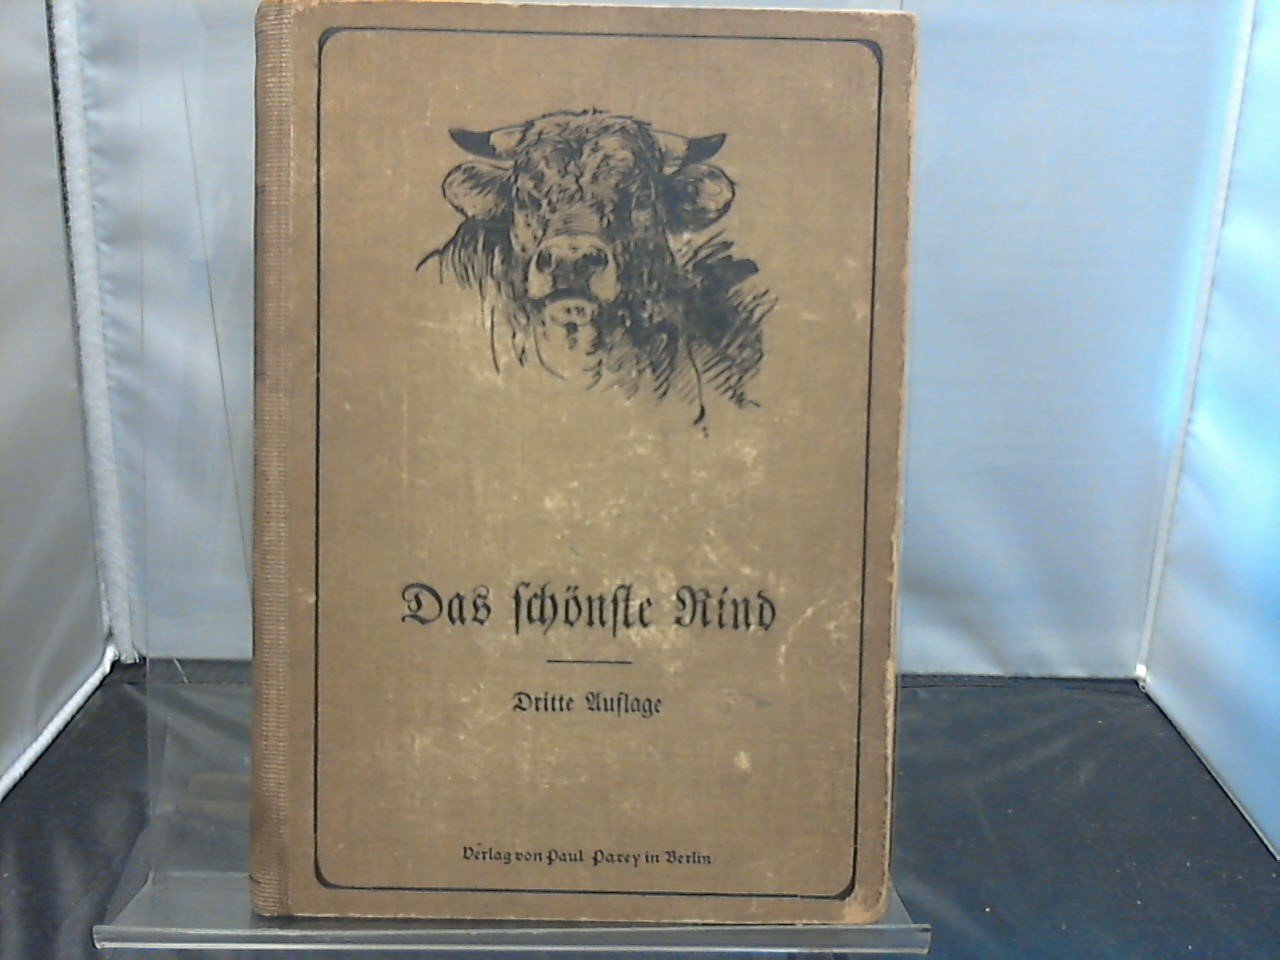 Das schönste Rind
Dritte Auflage
Verlag von Paul Parey in Berlin